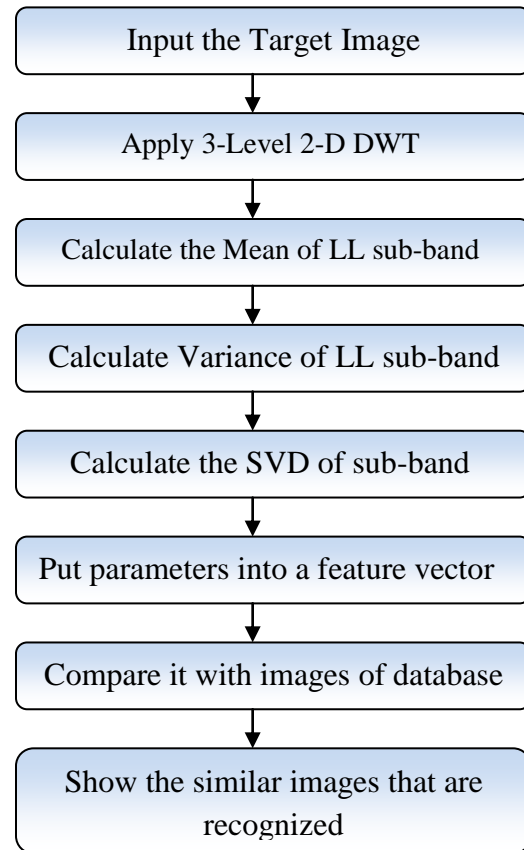 Input the Target Image
Apply 3-Level 2-D DWT
Calculate the Mean of LL sub-band
Calculate Variance of LL sub-band
Calculate the SVD of sub-band
Put parameters into a feature vector
Compare it with images of database
Show the similar images that are
recognized